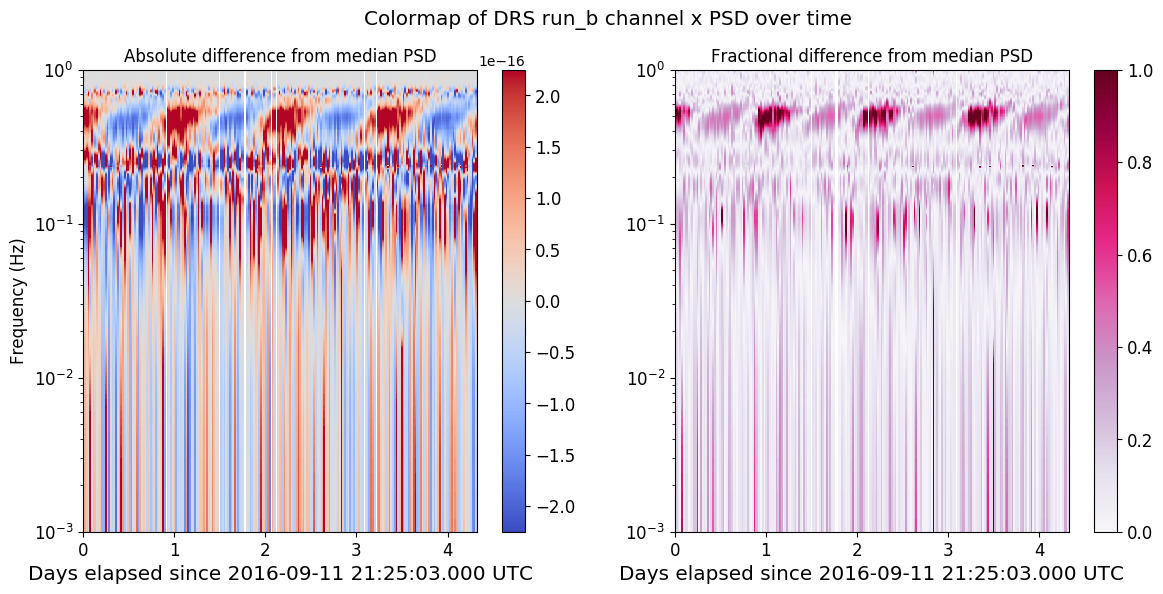 Colormap of DRS run_b channel x PSD over time
Absolute difference from median PSD
1e−16
10⁰
10⁻¹
10⁻²
10⁻³
Frequency (Hz)
0 1 2 3 4
Days elapsed since 2016-09-11 21:25:03.000 UTC
2.0
1.5
1.0
0.5
0.0
−0.5
−1.0
−1.5
−2.0
Fractional difference from median PSD
10⁰
10⁻¹
10⁻²
10⁻³
0 1 2 3 4
Days elapsed since 2016-09-11 21:25:03.000 UTC
1.0
0.8
0.6
0.4
0.2
0.0